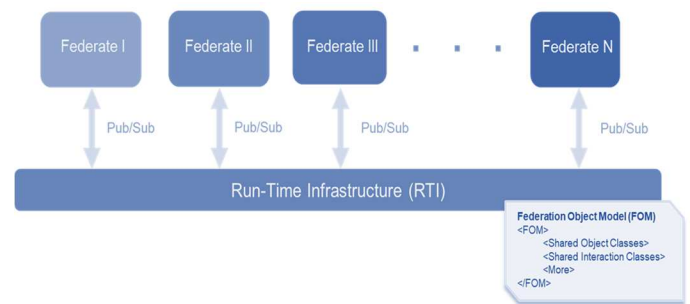 Federate I
Federate II
Federate III
. . .
Federate N
Pub/Sub
Pub/Sub
Pub/Sub
Pub/Sub
Run-Time Infrastructure (RTI)
Federation Object Model (FOM)
<FOM>
<Shared Object Classes>
<Shared Interaction Classes>
<More>
</FOM>